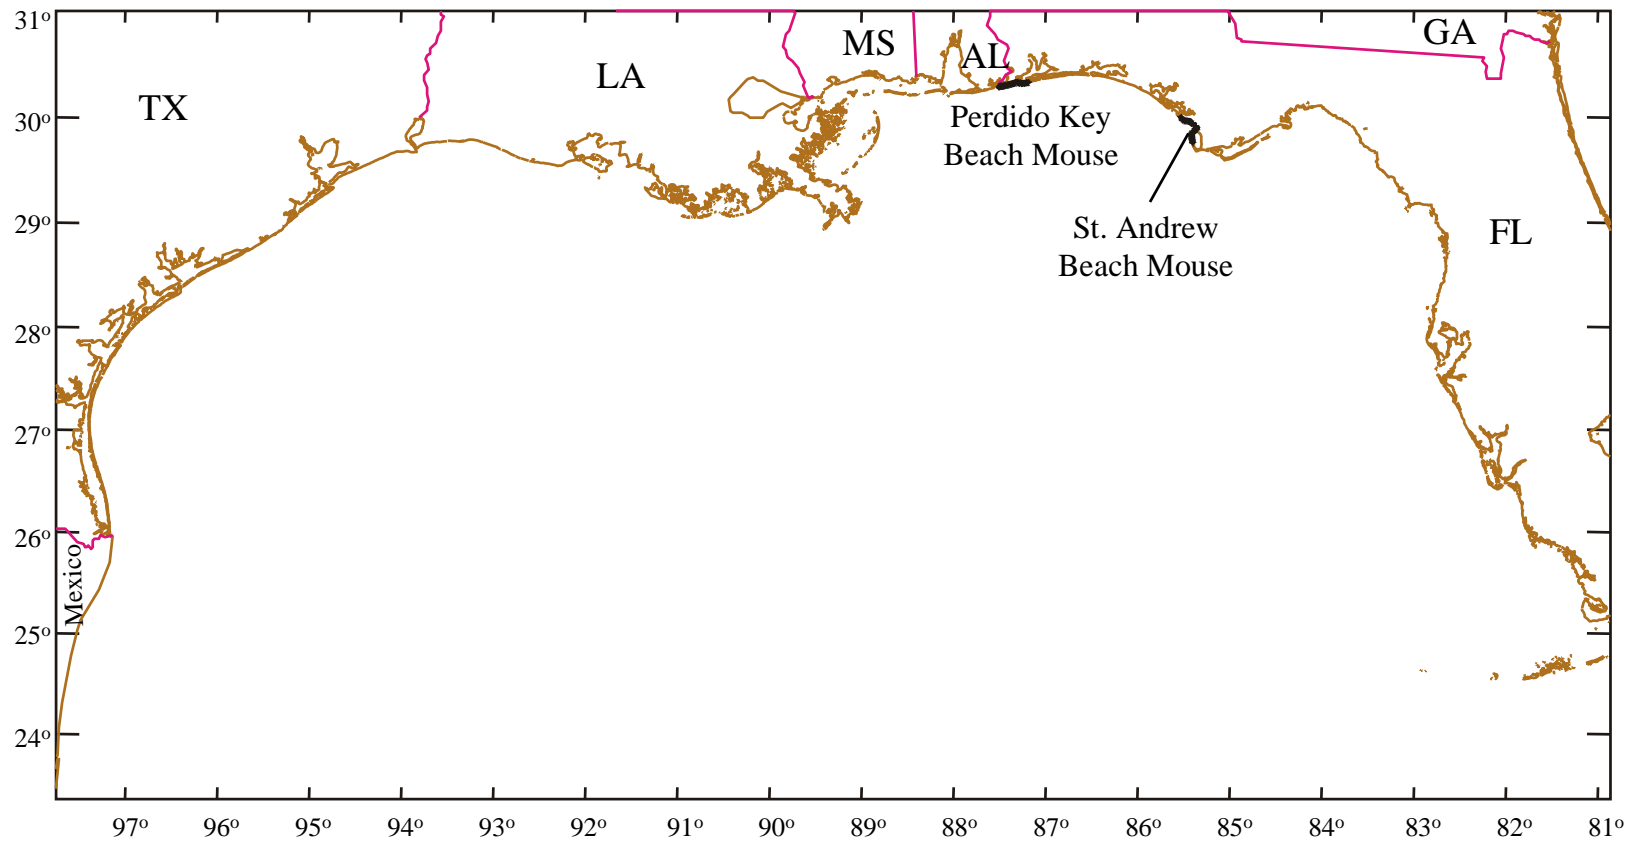 31°
TX
LA
MS
AL
GA
30°
Perdido Key
Beach Mouse
29°
St. Andrew
Beach Mouse
FL
28°
27°
26°
Mexico
25°
24°
97° 96° 95° 94° 93° 92° 91° 90° 89° 88° 87° 86° 85° 84° 83° 82° 81°